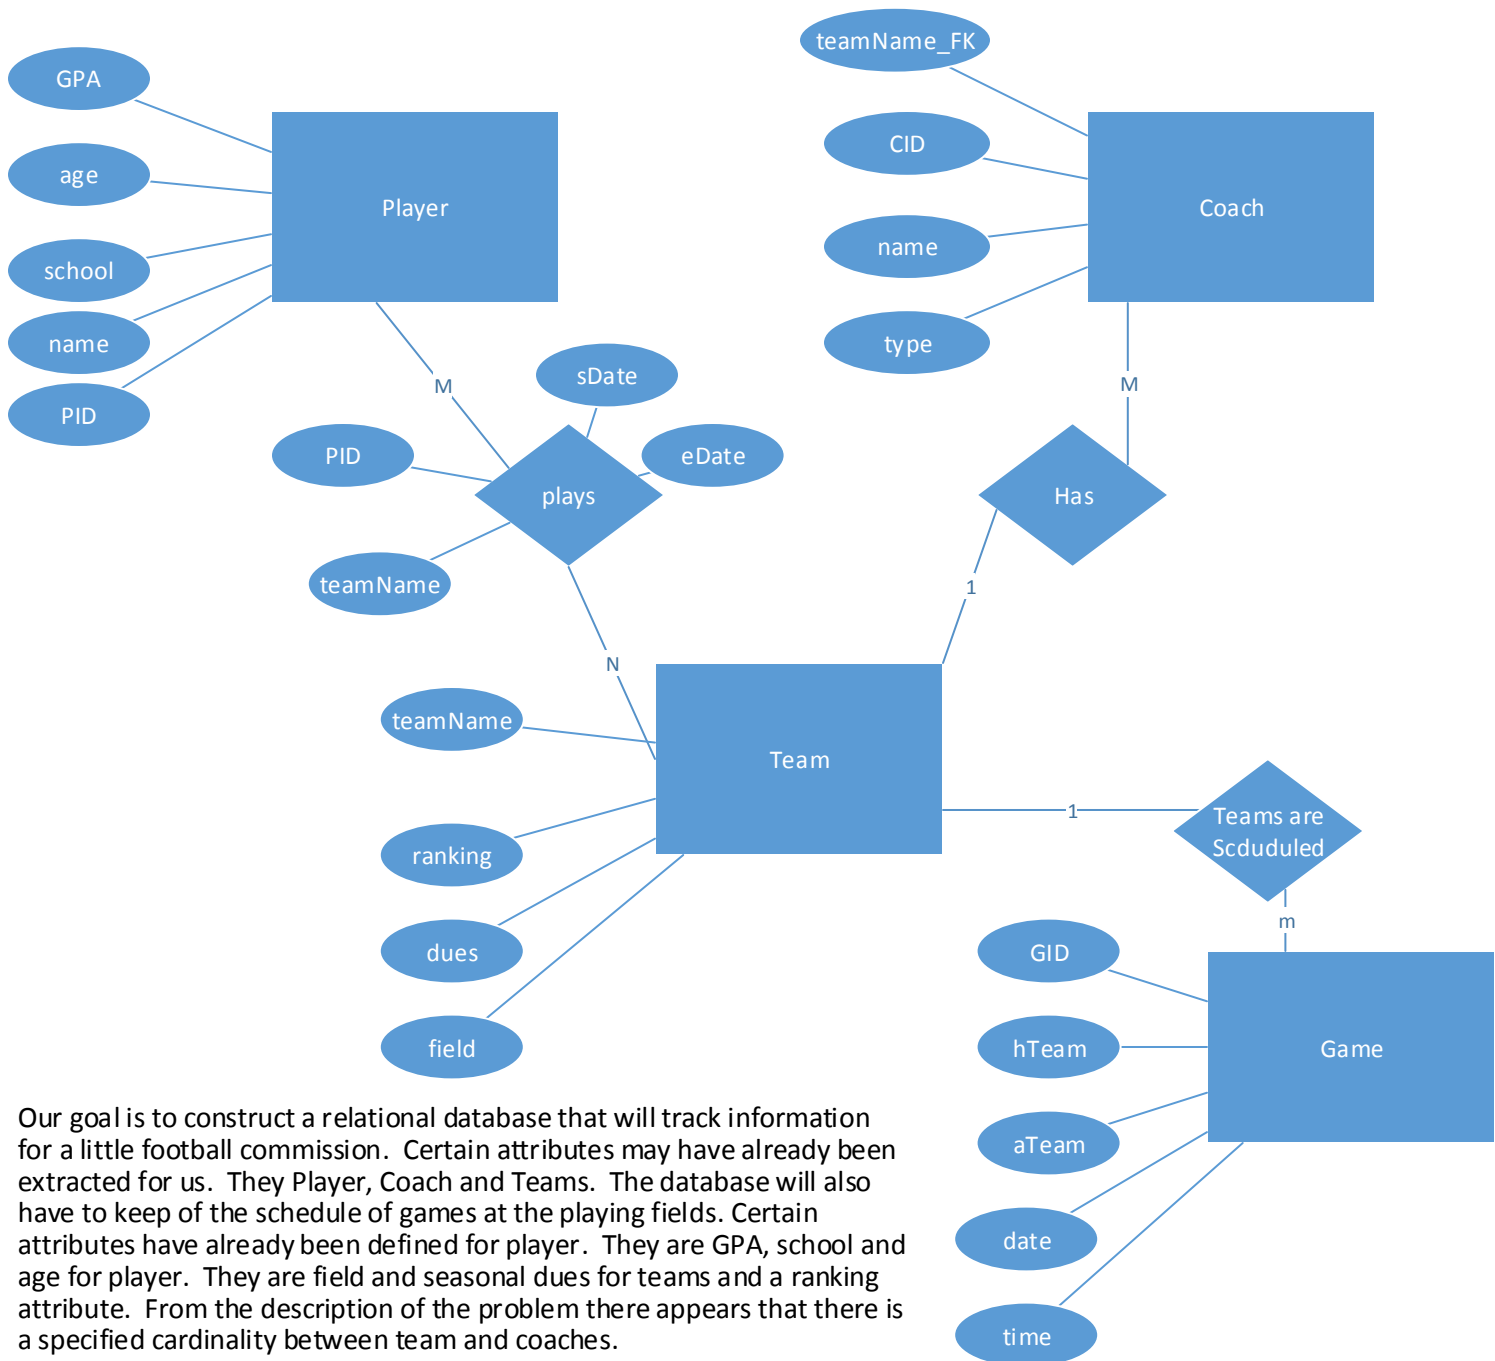 teamName_FK
GPA
CID
age
Player
Coach
name
school
name
type
PID
sDate
M
M
PID
eDate
plays
Has
teamName
1
N
teamName
Team
1
Teams are
Scduduled
ranking
m
dues
GID
field
hTeam
Game
aTeam
date
time
Our goal is to construct a relational database that will track information
for a little football commission.  Certain attributes may have already been
extracted for us.  They Player, Coach and Teams.  The database will also
have to keep of the schedule of games at the playing fields. Certain
attributes have already been defined for player.  They are GPA, school and
age for player.  They are field and seasonal dues for teams and a ranking
attribute.  From the description of the problem there appears that there is
a specified cardinality between team and coaches.